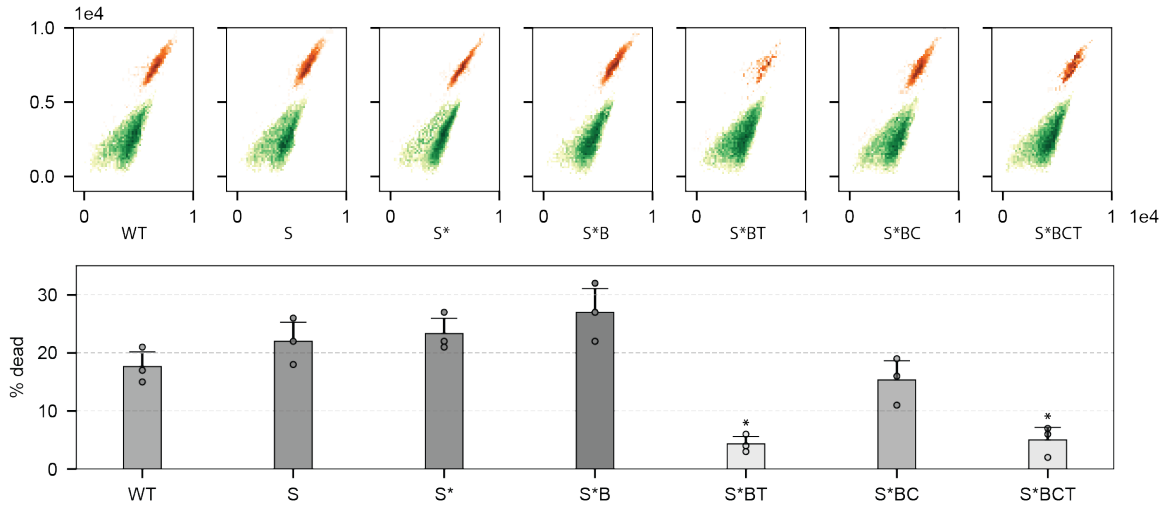 1e4
1.0
0.5
0.0
0 1 0 1 0 1 0 1 0 1 0 1 0 1 1e4
WT S S* S*B S*BT S*BC S*BCT
% dead
30
20
10
0
* *
WT S S* S*B S*BT S*BC S*BCT